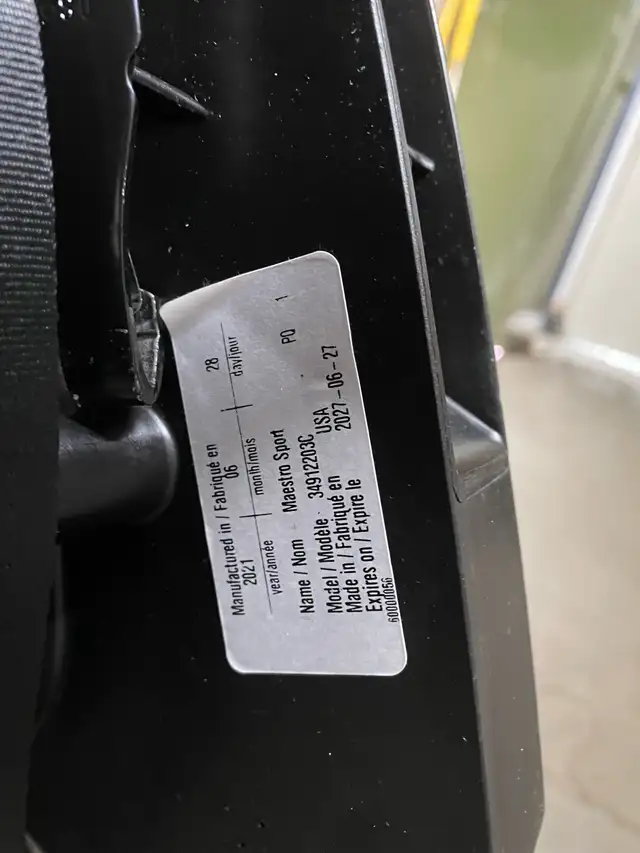 Manufactured in / Fabriqué en
2021 06 28
year/année month/mois day/jour
Name / Nom Maestro Sport PQ 1
Model / Modèle 34912203C
Made in / Fabriqué en USA
Expires on / Expire le 2027-06-27
60000056